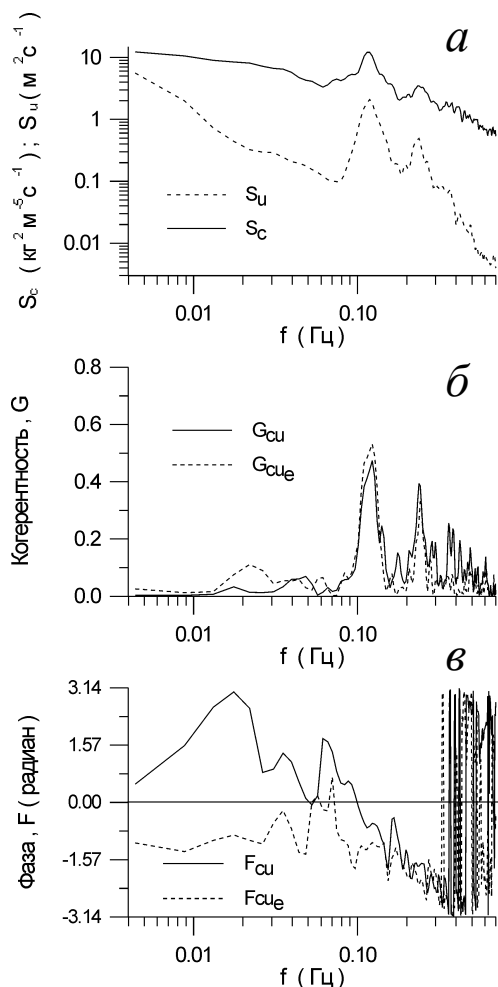 а
S_c ( кг² м⁻⁵ с⁻¹ ) ; S_u ( м² с⁻¹ )
10
1
0.1
0.01
S_u
S_c
0.01
0.10
f ( Гц )
б
Когерентность , G
0.8
0.6
0.4
0.2
0.0
G_cu
G_cu_e
0.01
0.10
f ( Гц )
в
Фаза , F ( радиан )
3.14
1.57
0.00
-1.57
-3.14
F_cu
F_cu_e
0.01
0.10
f ( Гц )